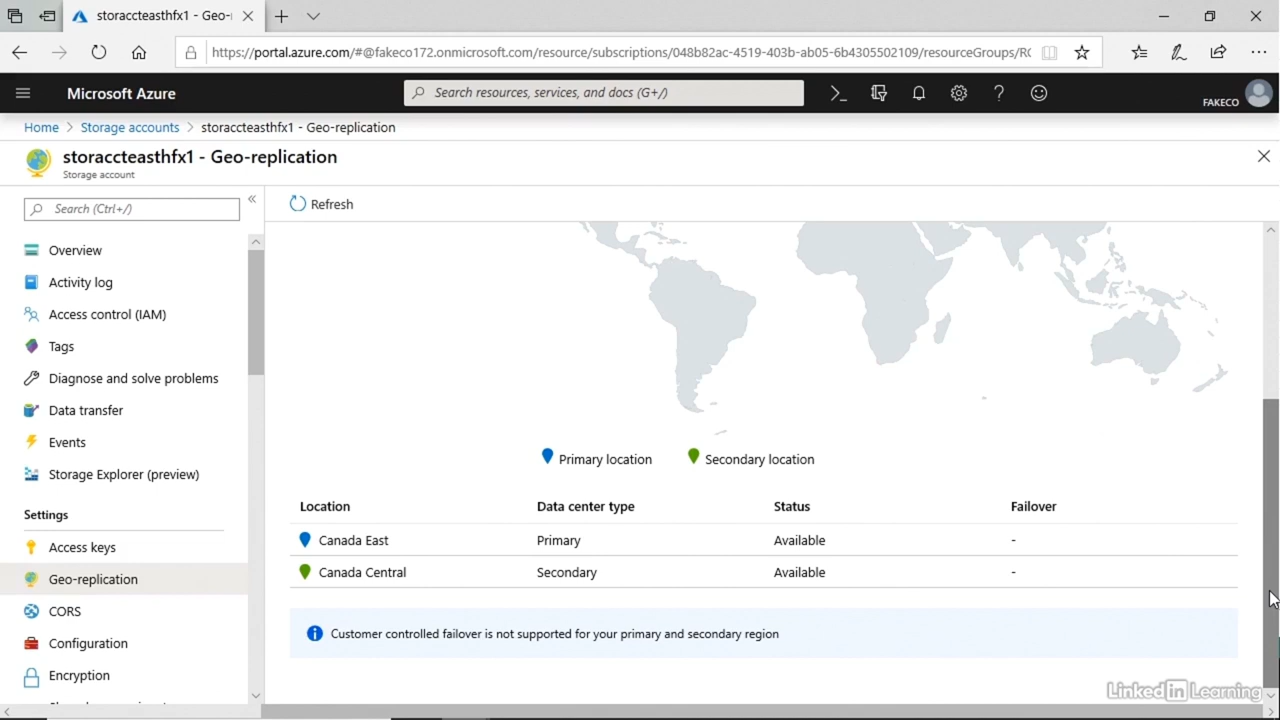 storaccteasthfx1 - Geo-r
https://portal.azure.com/#@fakeco172.onmicrosoft.com/resource/subscriptions/048b82ac-4519-403b-ab05-6b4305502109/resourceGroups/RG
Microsoft Azure
Search resources, services, and docs (G+/)
FAKECO
Home > Storage accounts > storaccteasthfx1 - Geo-replication
storaccteasthfx1 - Geo-replication
Storage account
Search (Ctrl+/)
Refresh
Overview
Activity log
Access control (IAM)
Tags
Diagnose and solve problems
Data transfer
Events
Storage Explorer (preview)
Settings
Access keys
Geo-replication
CORS
Configuration
Encryption
Primary location Secondary location
Location Data center type Status Failover
Canada East Primary Available -
Canada Central Secondary Available -
Customer controlled failover is not supported for your primary and secondary region
LinkedIn Learning